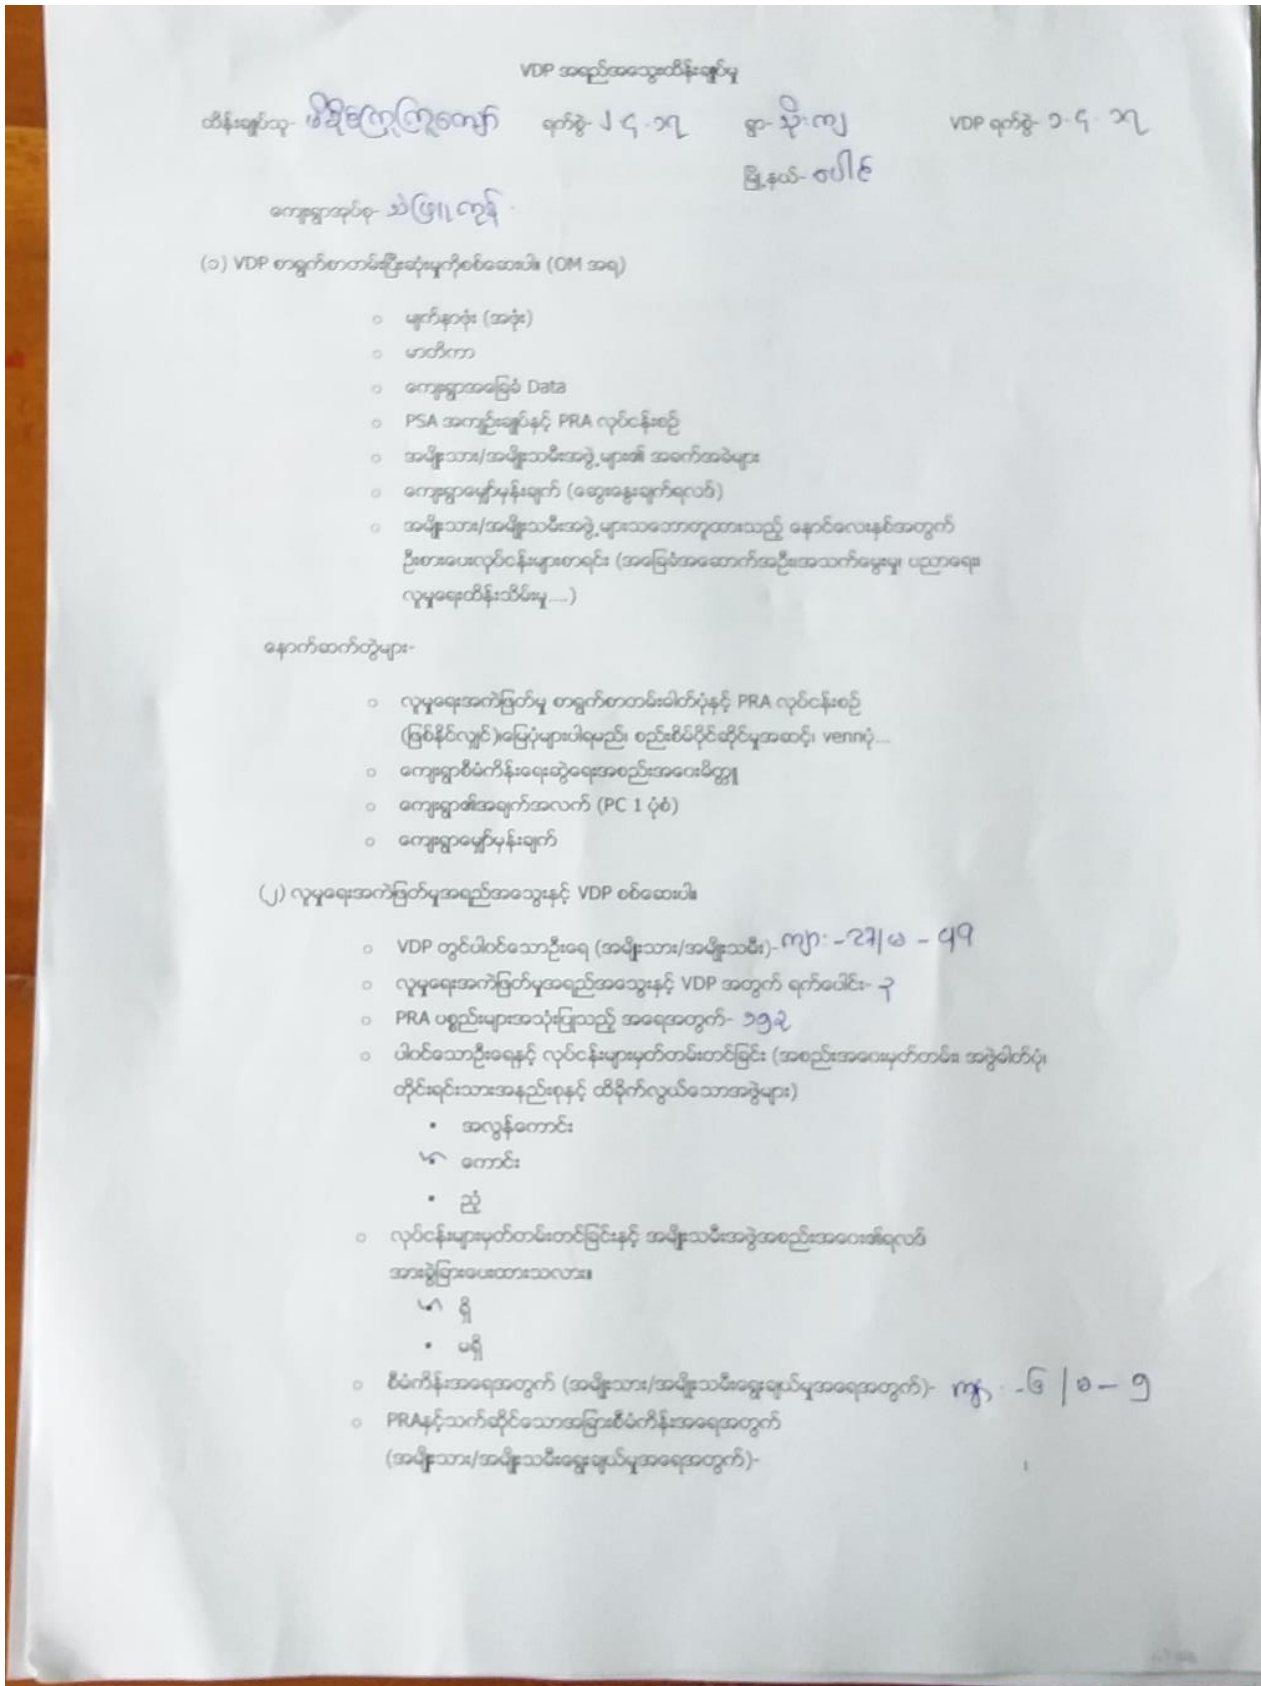 VDP အရည်အသွေးထိန်းချုပ်မှု
ထိန်းချုပ်သူ- ရက်စွဲ- ၂.၄.၁၇ ရွာ- သိုးကျ VDP ရက်စွဲ- ၁.၄.၁၇
မြို့နယ်- ပေါင်
ကျေးရွာအုပ်စု- သဲဖြူကုန်း
(၁) VDP စာရွက်စာတမ်းပြီးဆုံးမှုကိုစစ်ဆေးပါ။ (OM အရ)
○ မျက်နှာဖုံး (အဖုံး)
○ မာတိကာ
○ ကျေးရွာအခြေခံ Data
○ PSA အကျဉ်းချုပ်နှင့် PRA လုပ်ငန်းစဉ်
○ အမျိုးသား/အမျိုးသမီးအဖွဲ့များ၏ အခက်အခဲများ
○ ကျေးရွာမျှော်မှန်းချက် (ဆွေးနွေးချက်ရလဒ်)
○ အမျိုးသား/အမျိုးသမီးအဖွဲ့များသဘောတူထားသည့် နောင်လေးနှစ်အတွက်
ဦးစားပေးလုပ်ငန်းများစာရင်း (အခြေခံအဆောက်အဦး၊အသက်မွေးမှု၊ ပညာရေး၊
လူမှုရေးထိန်းသိမ်းမှု....)
နောက်ဆက်တွဲများ-
○ လူမှုရေးအကဲဖြတ်မှု စာရွက်စာတမ်းဓါတ်ပုံနှင့် PRA လုပ်ငန်းစဉ်
(ဖြစ်နိုင်လျှင်)၊မြေပုံများပါရမည်၊ စည်းစိမ်ပိုင်ဆိုင်မှုအဆင့်၊ vennပုံ....
○ ကျေးရွာစီမံကိန်းရေးဆွဲရေးအစည်းအဝေးမိတ္တူ
○ ကျေးရွာ၏အချက်အလက် (PC 1 ပုံစံ)
○ ကျေးရွာမျှော်မှန်းချက်
(၂) လူမှုရေးအကဲဖြတ်မှုအရည်အသွေးနှင့် VDP စစ်ဆေးပါ။
○ VDP တွင်ပါဝင်သောဦးရေ (အမျိုးသား/အမျိုးသမီး)- ကျား - ၁၇/မ - ၄၅
○ လူမှုရေးအကဲဖြတ်မှုအရည်အသွေးနှင့် VDP အတွက် ရက်ပေါင်း- ၃
○ PRA ပစ္စည်းများအသုံးပြုသည့် အရေအတွက်-
○ ပါဝင်သောဦးရေနှင့် လုပ်ငန်းများမှတ်တမ်းတင်ခြင်း (အစည်းအဝေးမှတ်တမ်း၊ အဖွဲ့ဓါတ်ပုံ၊
တိုင်းရင်းသားအနည်းစုနှင့် ထိခိုက်လွယ်သောအဖွဲများ)
▪ အလွန်ကောင်း
✓ ကောင်း
▪ ညံ့
○ လုပ်ငန်းများမှတ်တမ်းတင်ခြင်းနှင့် အမျိုးသမီးအဖွဲအစည်းအဝေး၏ရလဒ်
အားခွဲခြားပေးထားသလား။
✓ ရှိ
▪ မရှိ
○ စီမံကိန်းအရေအတွက် (အမျိုးသား/အမျိုးသမီးရွေးချယ်မှုအရေအတွက်)- ကျား - ၆ / မ - ၅
○ PRAနှင့်သက်ဆိုင်သောအခြားစီမံကိန်းအရေအတွက်
(အမျိုးသား/အမျိုးသမီးရွေးချယ်မှုအရေအတွက်)-